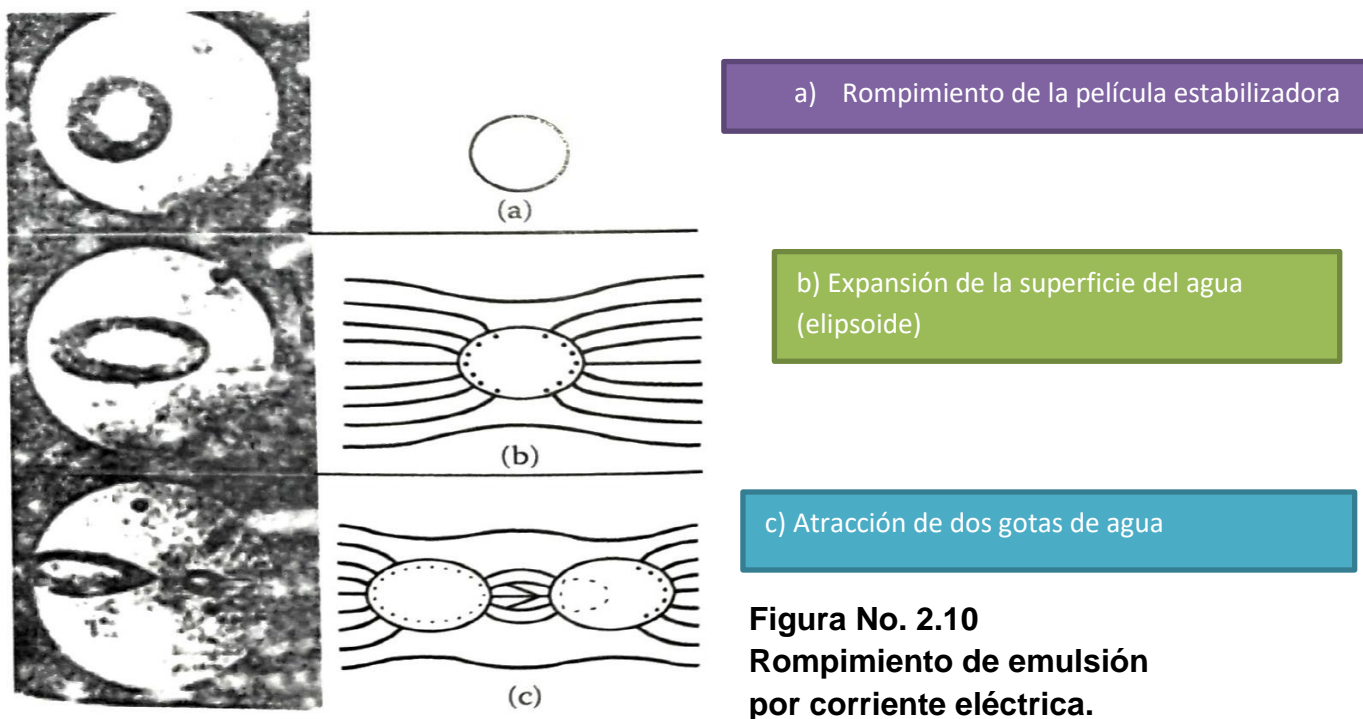 (a)
(b)
(c)
a) Rompimiento de la película estabilizadora
b) Expansión de la superficie del agua
(elipsoide)
c) Atracción de dos gotas de agua
Figura No. 2.10
Rompimiento de emulsión
por corriente eléctrica.